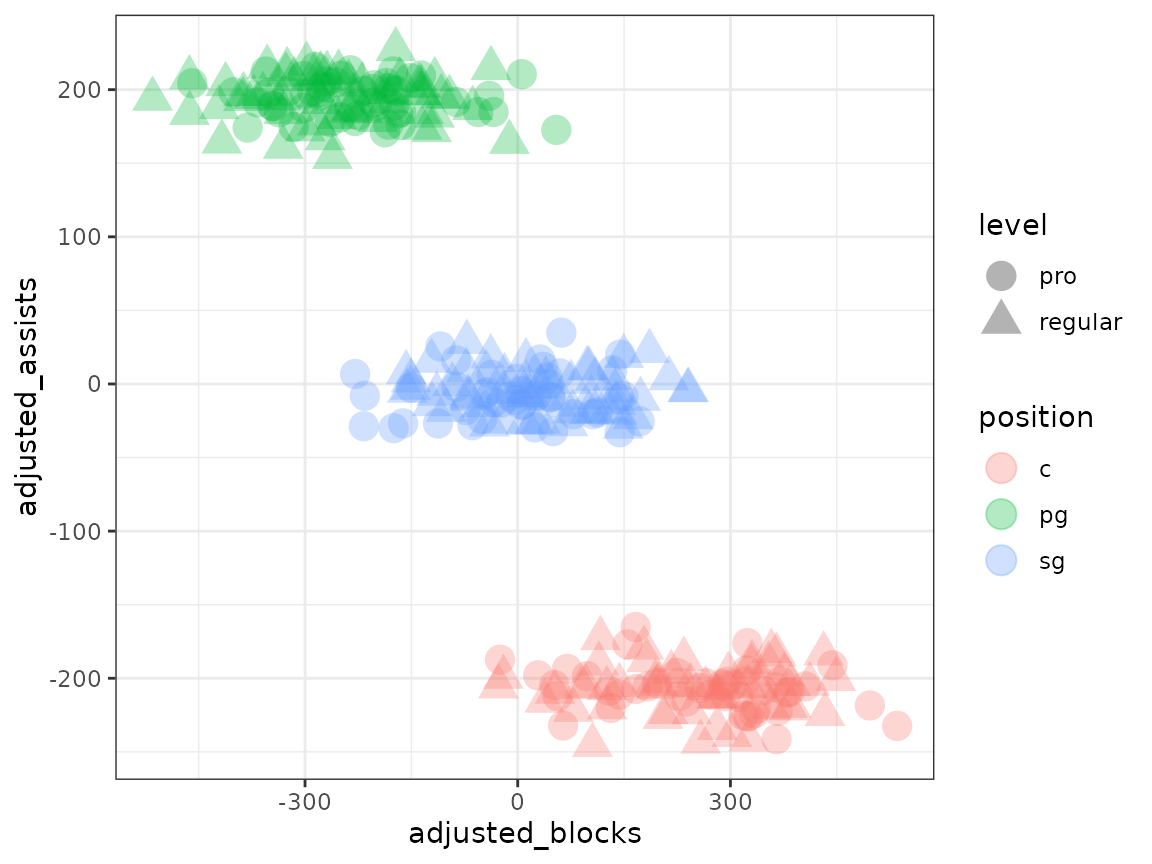 200
100
0
-100
-200
adjusted_assists
-300 0 300
adjusted_blocks
level
pro
regular
position
c
pg
sg